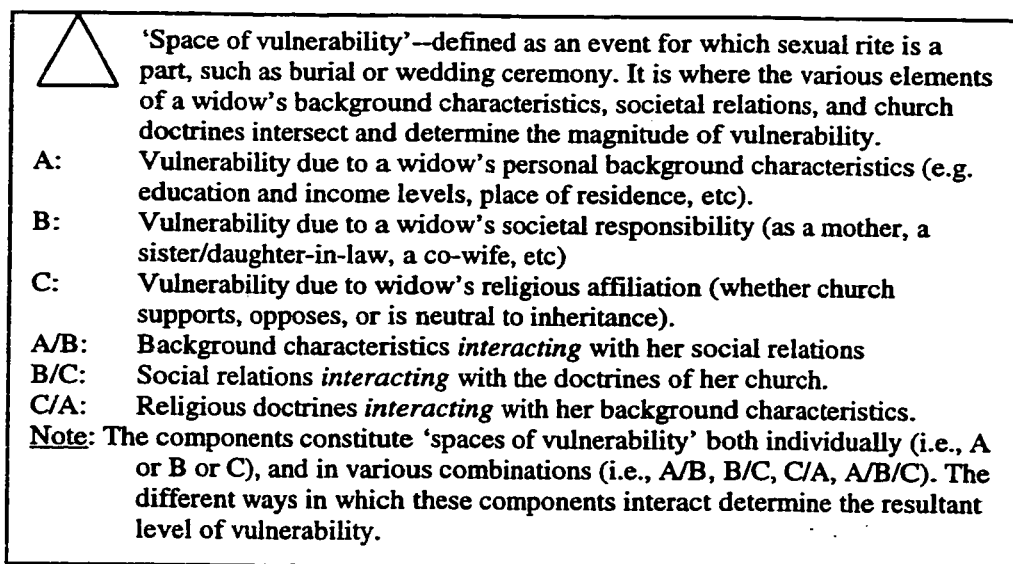 ‘Space of vulnerability’--defined as an event for which sexual rite is a
part, such as burial or wedding ceremony. It is where the various elements
of a widow’s background characteristics, societal relations, and church
doctrines intersect and determine the magnitude of vulnerability.
A: Vulnerability due to a widow’s personal background characteristics (e.g.
education and income levels, place of residence, etc).
B: Vulnerability due to a widow’s societal responsibility (as a mother, a
sister/daughter-in-law, a co-wife, etc)
C: Vulnerability due to widow’s religious affiliation (whether church
supports, opposes, or is neutral to inheritance).
A/B: Background characteristics interacting with her social relations
B/C: Social relations interacting with the doctrines of her church.
C/A: Religious doctrines interacting with her background characteristics.
Note: The components constitute ‘spaces of vulnerability’ both individually (i.e., A
or B or C), and in various combinations (i.e., A/B, B/C, C/A, A/B/C). The
different ways in which these components interact determine the resultant
level of vulnerability.